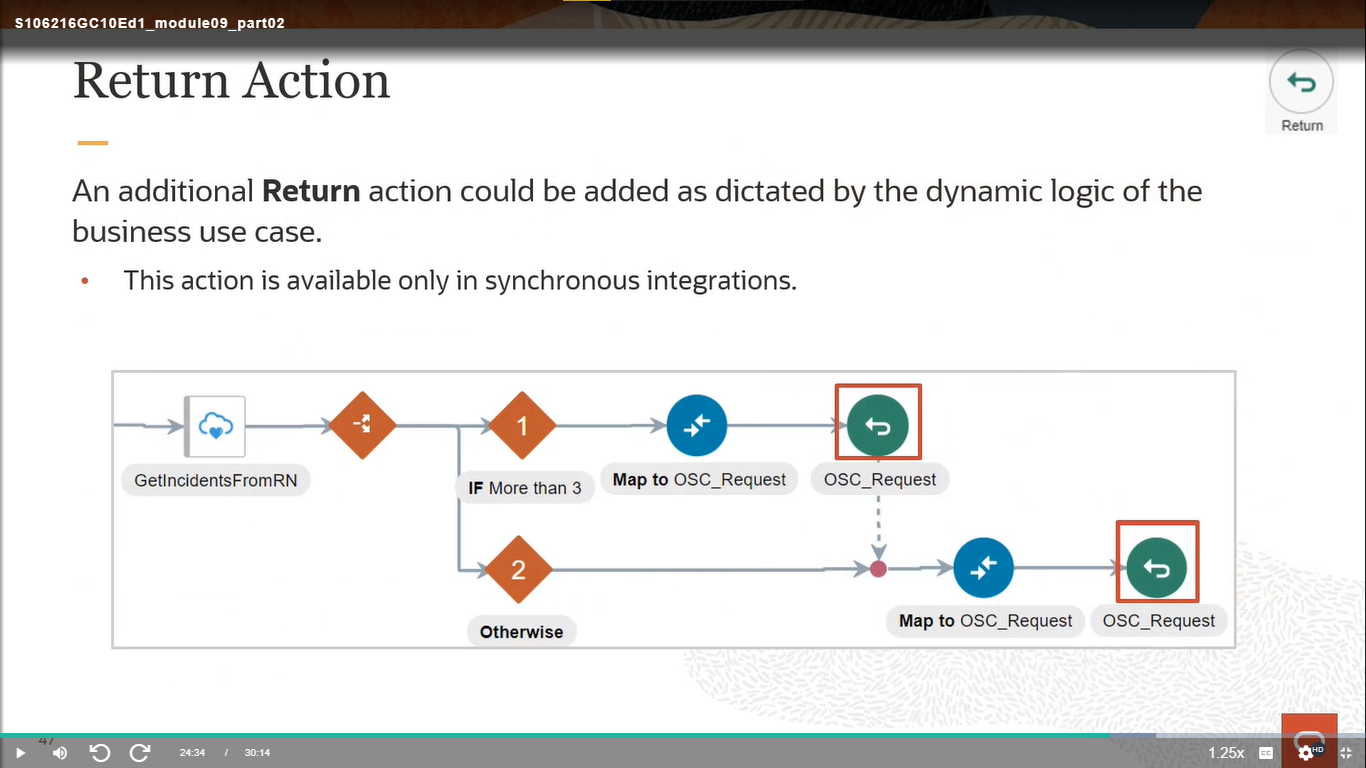 S106216GC10Ed1_module09_part02
Return Action
Return
An additional Return action could be added as dictated by the dynamic logic of the
business use case.
• This action is available only in synchronous integrations.
GetIncidentsFromRN
1
IF More than 3
Map to OSC_Request
OSC_Request
2
Otherwise
Map to OSC_Request
OSC_Request
47
24:34 / 30:14
1.25x
CC
HD